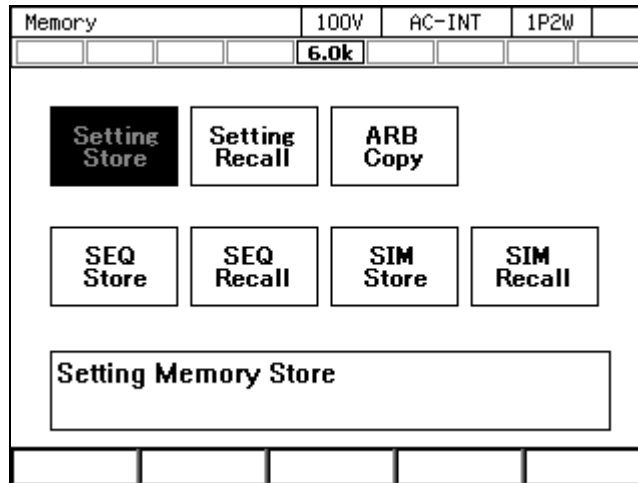 Memory 100V AC-INT 1P2W
6.0k
Setting Store
Setting Recall
ARB Copy
SEQ Store
SEQ Recall
SIM Store
SIM Recall
Setting Memory Store